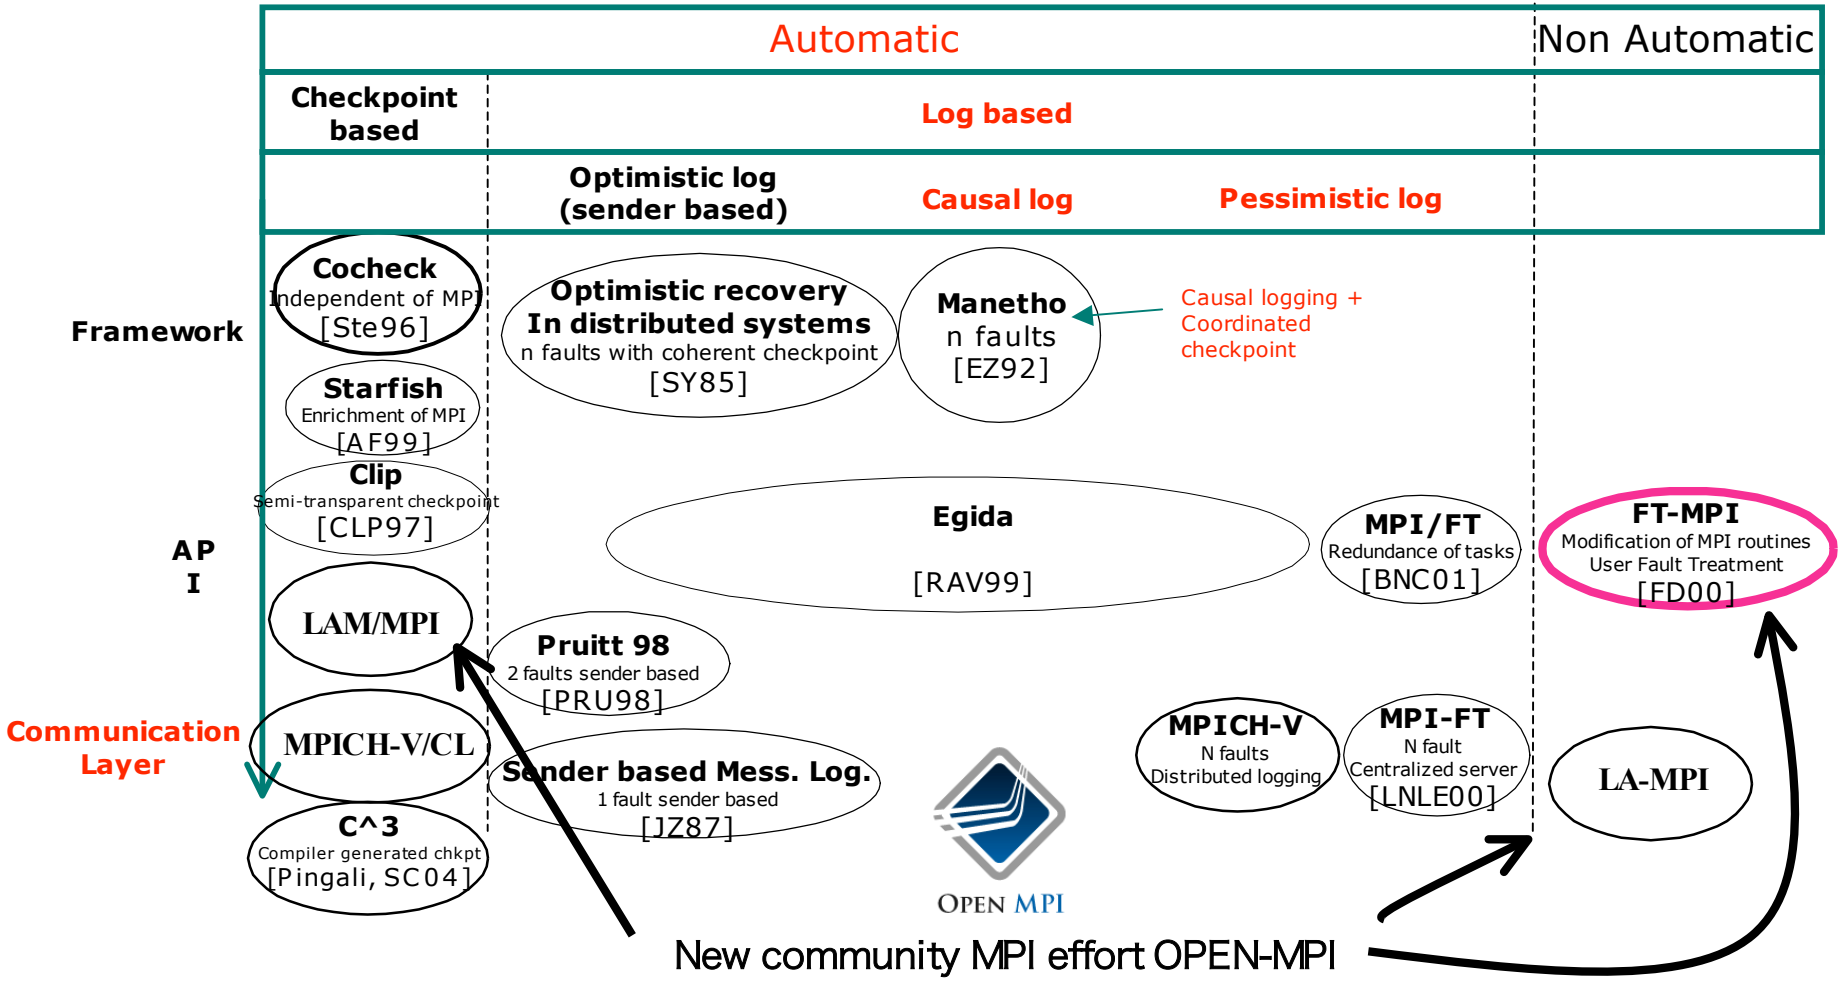 Automatic
Non Automatic
Checkpoint
based
Log based
Optimistic log
(sender based)
Causal log
Pessimistic log
Framework
Cocheck
Independent of MPI
[Ste96]
Optimistic recovery
In distributed systems
n faults with coherent checkpoint
[SY85]
Manetho
n faults
[EZ92]
Causal logging +
Coordinated
checkpoint
Starfish
Enrichment of MPI
[AF99]
Clip
Semi-transparent checkpoint
[CLP97]
AP
I
Egida
[RAV99]
MPI/FT
Redundance of tasks
[BNC01]
FT-MPI
Modification of MPI routines
User Fault Treatment
[FD00]
LAM/MPI
Pruitt 98
2 faults sender based
[PRU98]
Communication
Layer
MPICH-V/CL
Sender based Mess. Log.
1 fault sender based
[JZ87]
MPICH-V
N faults
Distributed logging
MPI-FT
N fault
Centralized server
[LNLE00]
LA-MPI
C^3
Compiler generated chkpt
[Pingali, SC04]
OPEN MPI
New community MPI effort OPEN-MPI